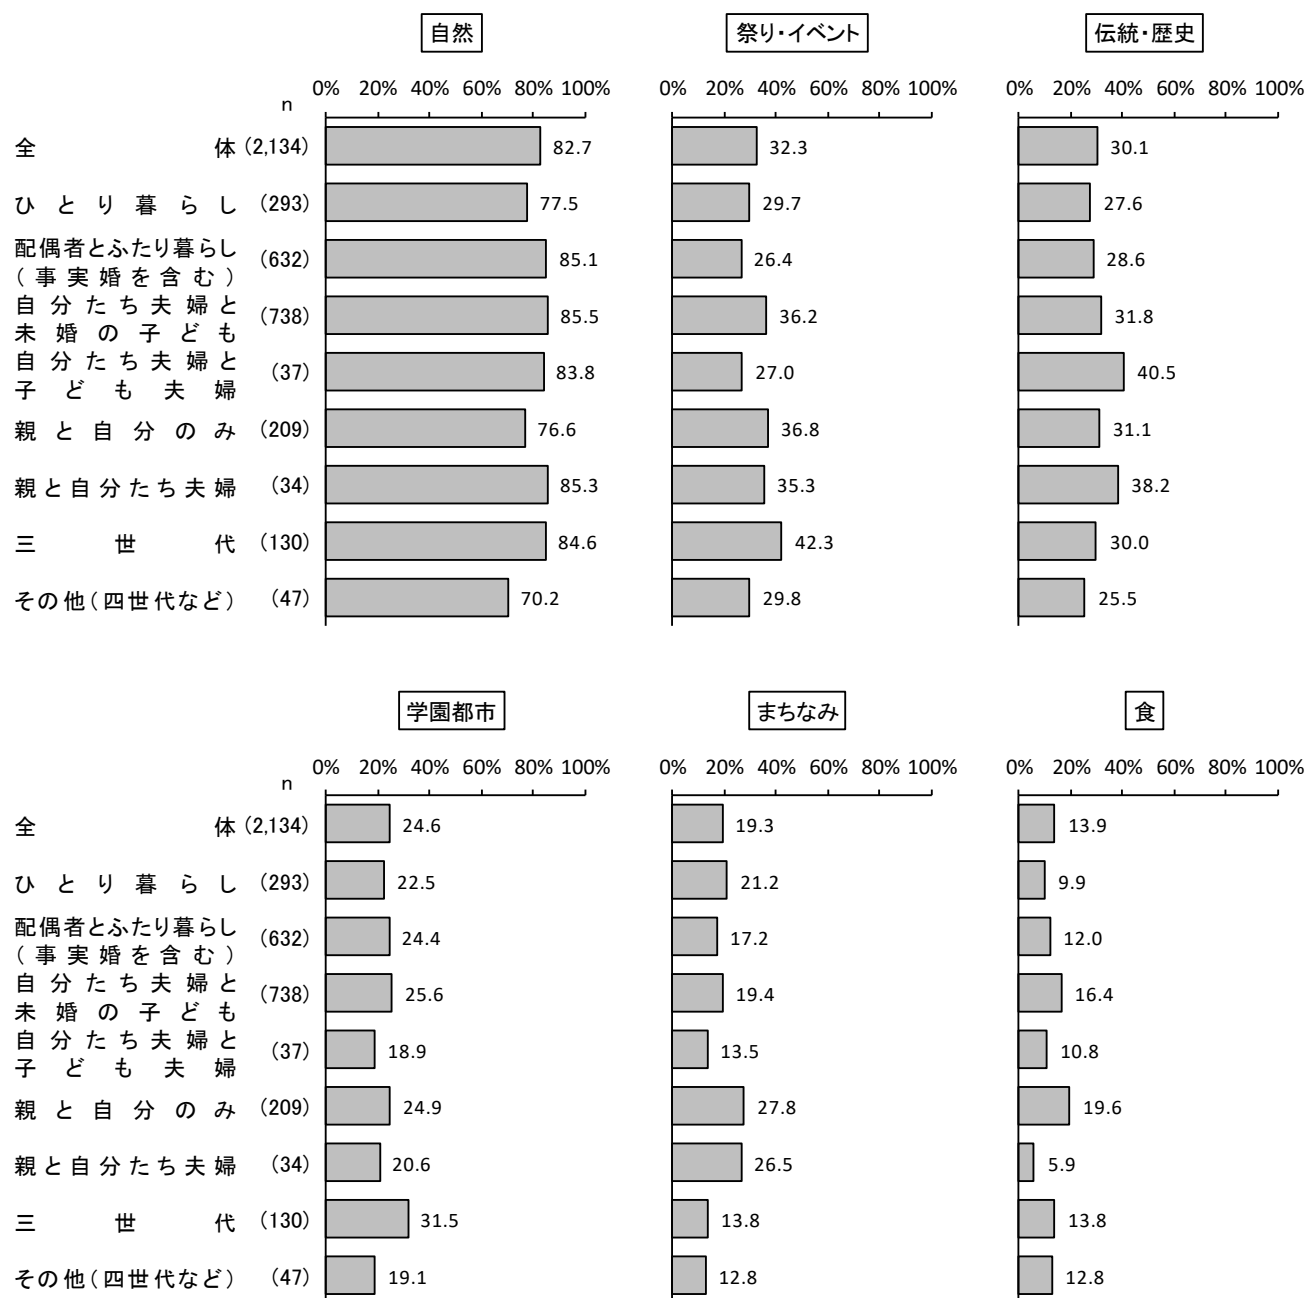 自然 祭り・イベント 伝統・歴史
n 0% 20% 40% 60% 80% 100% 0% 20% 40% 60% 80% 100% 0% 20% 40% 60% 80% 100%
全体 (2,134) 82.7 32.3 30.1
ひとり暮らし (293) 77.5 29.7 27.6
配偶者とふたり暮らし
(事実婚を含む) (632) 85.1 26.4 28.6
自分たち夫婦と
未婚の子ども (738) 85.5 36.2 31.8
自分たち夫婦と
子ども夫婦 (37) 83.8 27.0 40.5
親と自分のみ (209) 76.6 36.8 31.1
親と自分たち夫婦 (34) 85.3 35.3 38.2
三世代 (130) 84.6 42.3 30.0
その他(四世代など) (47) 70.2 29.8 25.5
学園都市 まちなみ 食
n 0% 20% 40% 60% 80% 100% 0% 20% 40% 60% 80% 100% 0% 20% 40% 60% 80% 100%
全体 (2,134) 24.6 19.3 13.9
ひとり暮らし (293) 22.5 21.2 9.9
配偶者とふたり暮らし
(事実婚を含む) (632) 24.4 17.2 12.0
自分たち夫婦と
未婚の子ども (738) 25.6 19.4 16.4
自分たち夫婦と
子ども夫婦 (37) 18.9 13.5 10.8
親と自分のみ (209) 24.9 27.8 19.6
親と自分たち夫婦 (34) 20.6 26.5 5.9
三世代 (130) 31.5 13.8 13.8
その他(四世代など) (47) 19.1 12.8 12.8